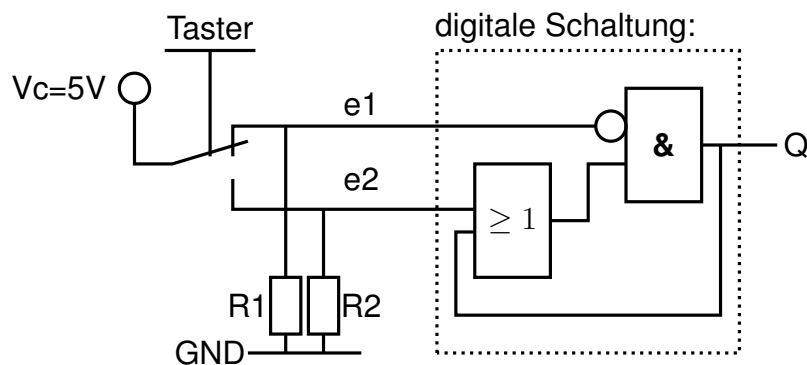 Taster
digitale Schaltung:
Vc=5V
e1
&
Q
e2
≥ 1
R1
R2
GND